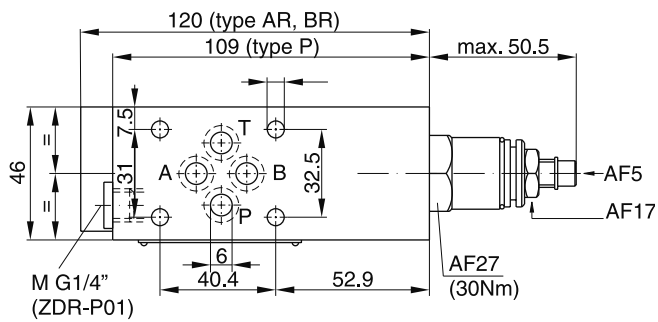 120 (type AR, BR)
109 (type P)
max. 50.5
7.5
T
=
46
A
B
31
32.5
AF5
=
P
AF17
6
M G1/4”
(ZDR-P01)
40.4
52.9
AF27
(30Nm)